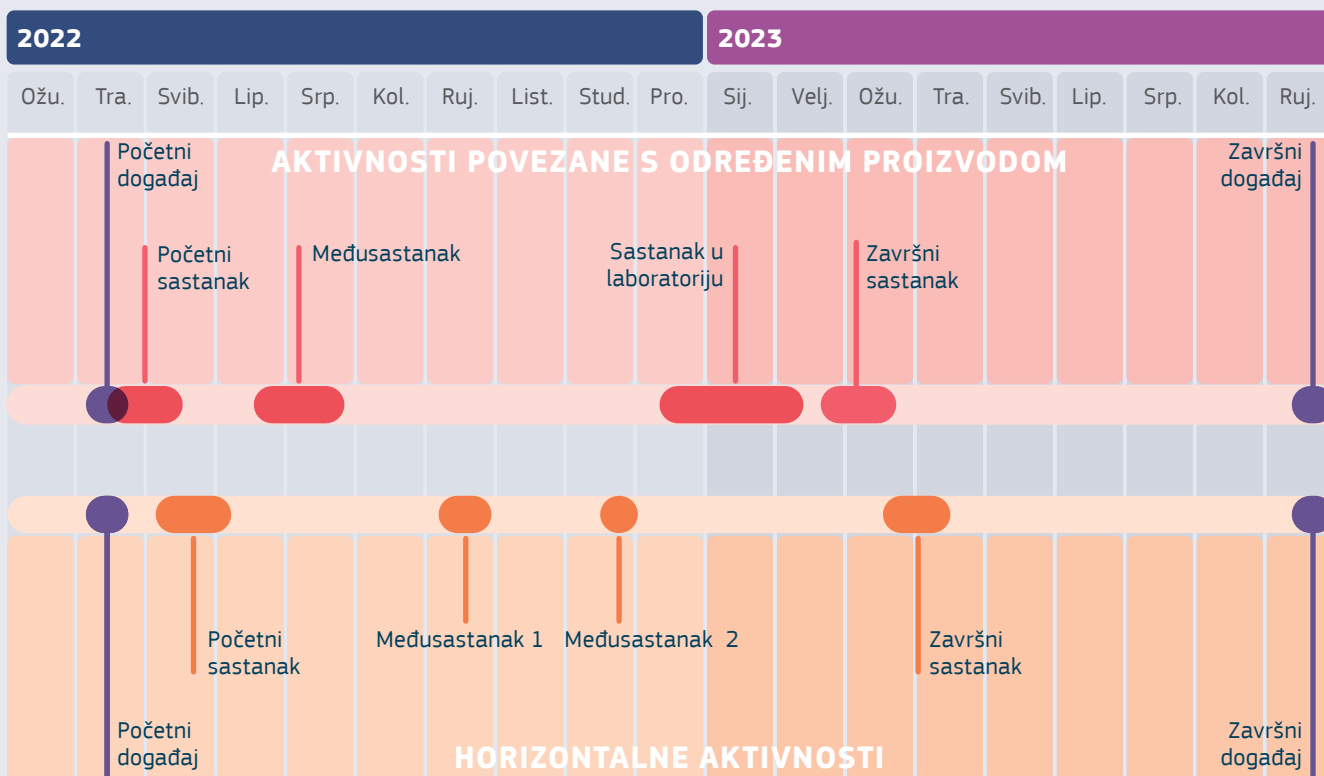 2022 2023
Ožu. Tra. Svib. Lip. Srp. Kol. Ruj. List. Stud. Pro. Sij. Velj. Ožu. Tra. Svib. Lip. Srp. Kol. Ruj.
AKTIVNOSTI POVEZANE S ODREĐENIM PROIZVODOM
Početni
događaj
Završni
događaj
Početni
sastanak
Međusastanak
Sastanak u
laboratoriju
Završni
sastanak
Početni
sastanak
Međusastanak 1
Međusastanak 2
Završni
sastanak
Početni
događaj
HORIZONTALNE AKTIVNOSTI
Završni
događaj